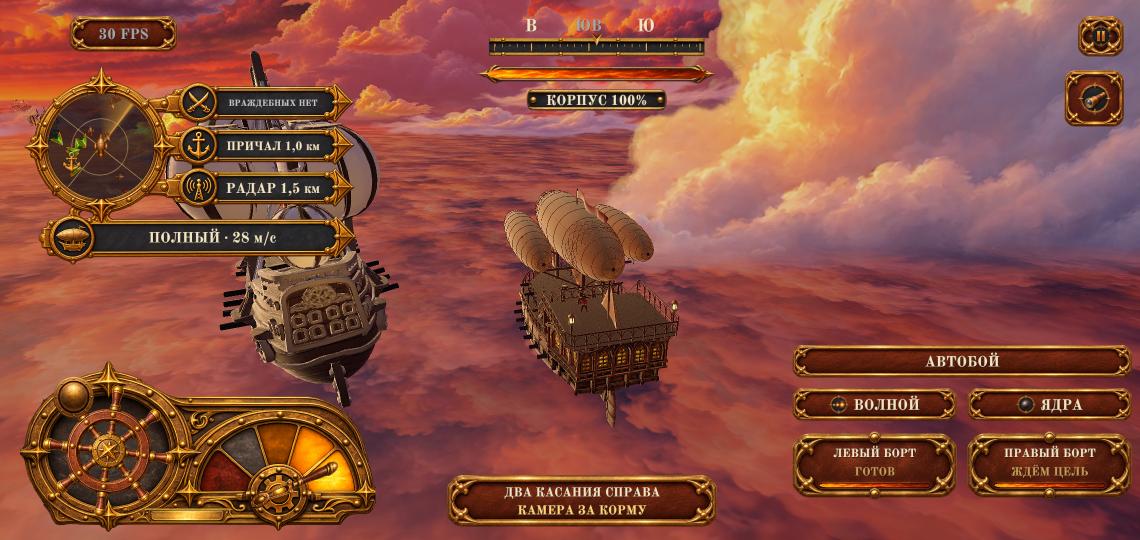 30 FPS
В ЮВ Ю
КОРПУС 100%
ВРАЖДЕБНЫХ НЕТ
ПРИЧАЛ 1,0 км
РАДАР 1,5 км
ПОЛНЫЙ · 28 м/с
АВТОБОЙ
ВОЛНОЙ
ЯДРА
ЛЕВЫЙ БОРТ
ГОТОВ
ПРАВЫЙ БОРТ
ЖДЁМ ЦЕЛЬ
ДВА КАСАНИЯ СПРАВА
КАМЕРА ЗА КОРМУ